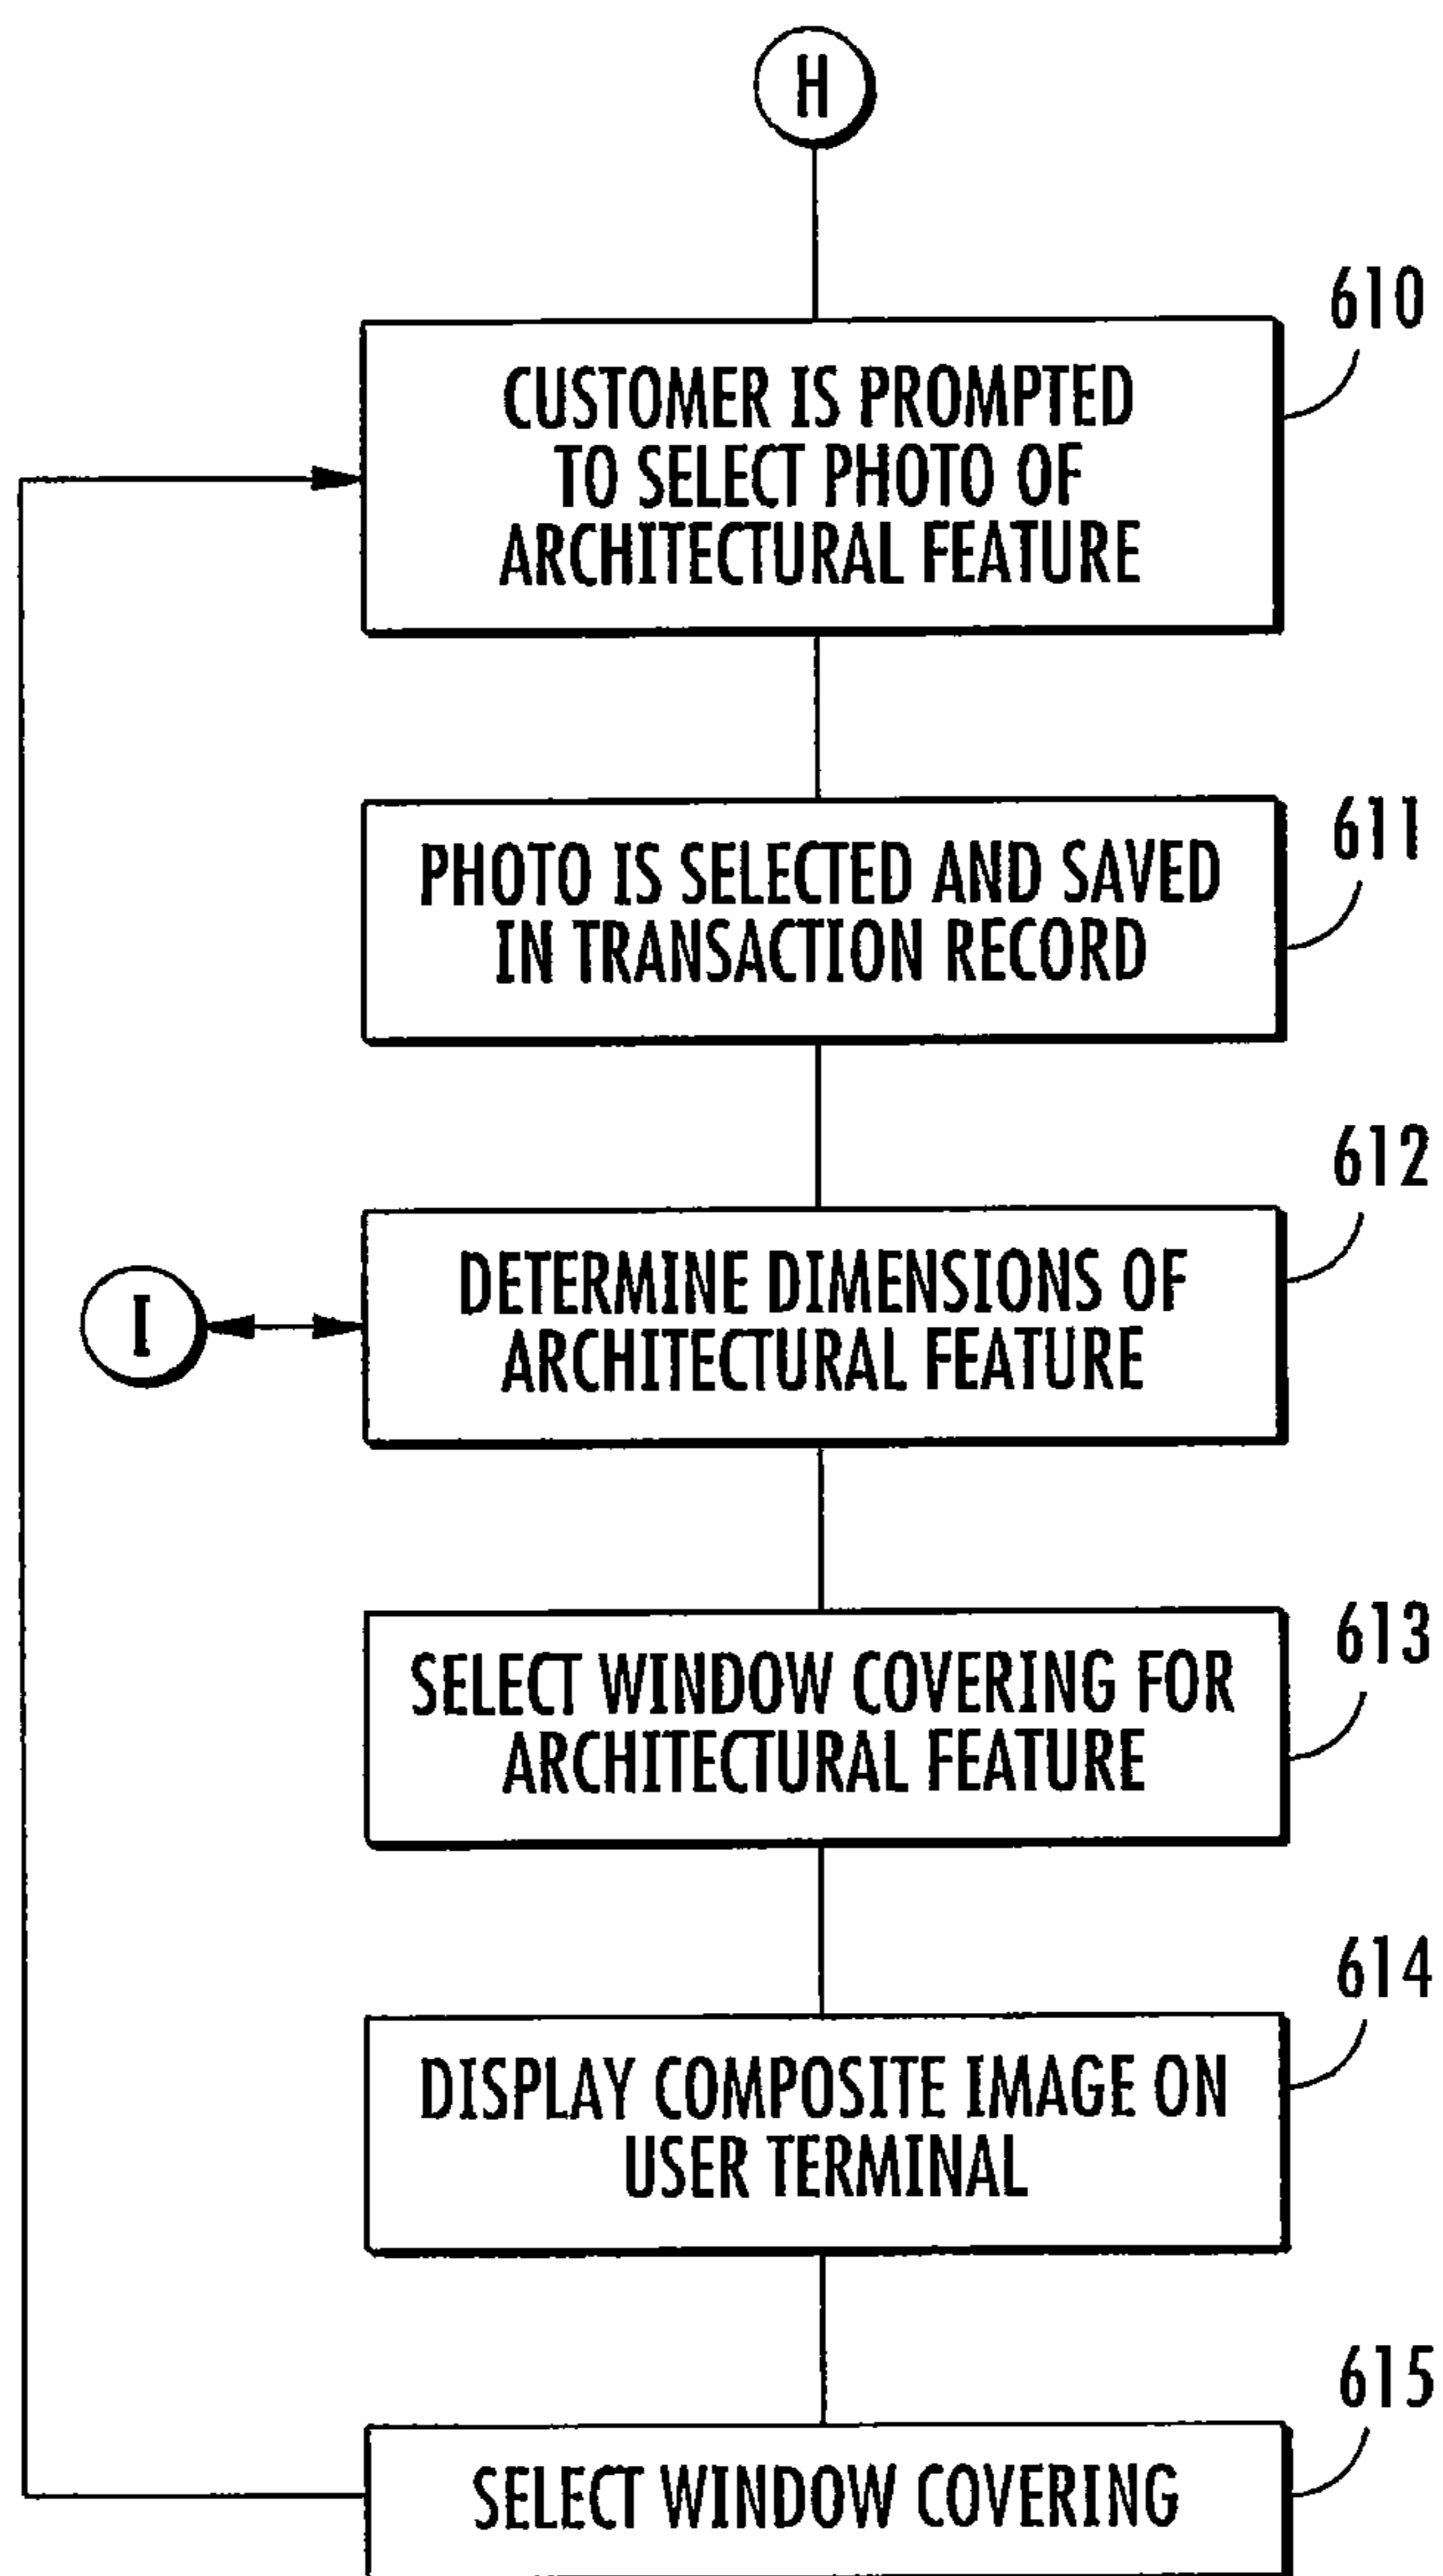 H
610
CUSTOMER IS PROMPTED
TO SELECT PHOTO OF
ARCHITECTURAL FEATURE
611
PHOTO IS SELECTED AND SAVED
IN TRANSACTION RECORD
612
DETERMINE DIMENSIONS OF
ARCHITECTURAL FEATURE
I
613
SELECT WINDOW COVERING FOR
ARCHITECTURAL FEATURE
614
DISPLAY COMPOSITE IMAGE ON
USER TERMINAL
615
SELECT WINDOW COVERING